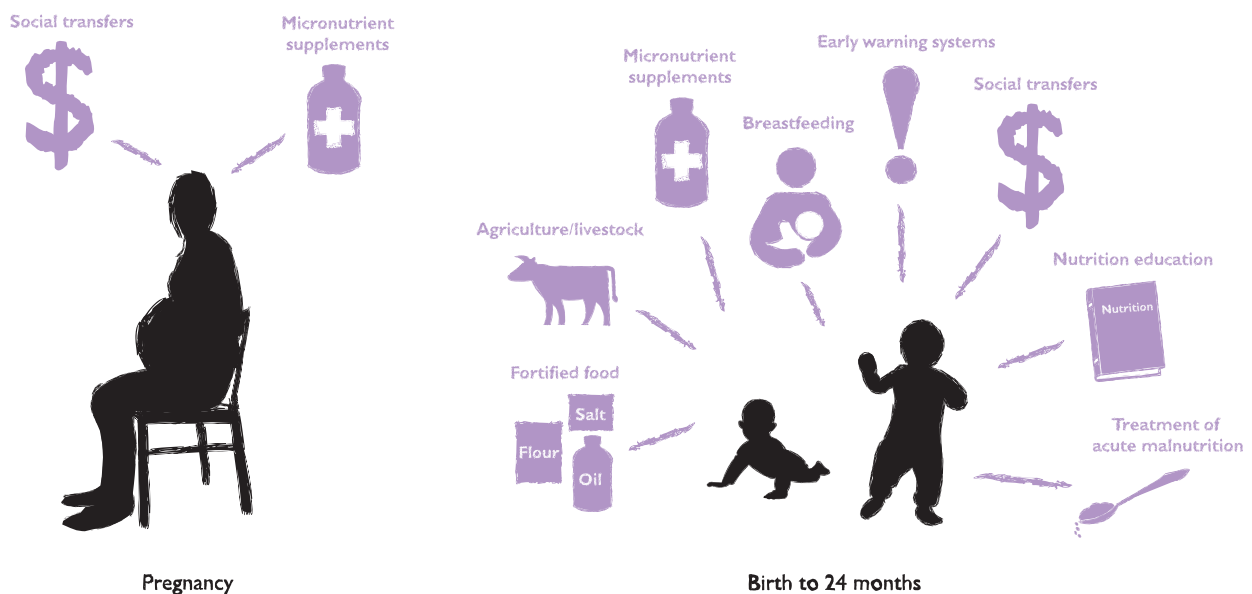 Social transfers
Micronutrient
supplements
Pregnancy
Fortified food
Salt
Flour
Oil
Agriculture/livestock
Micronutrient
supplements
Breastfeeding
Early warning systems
Social transfers
Nutrition education
Nutrition
Treatment of
acute malnutrition
Birth to 24 months